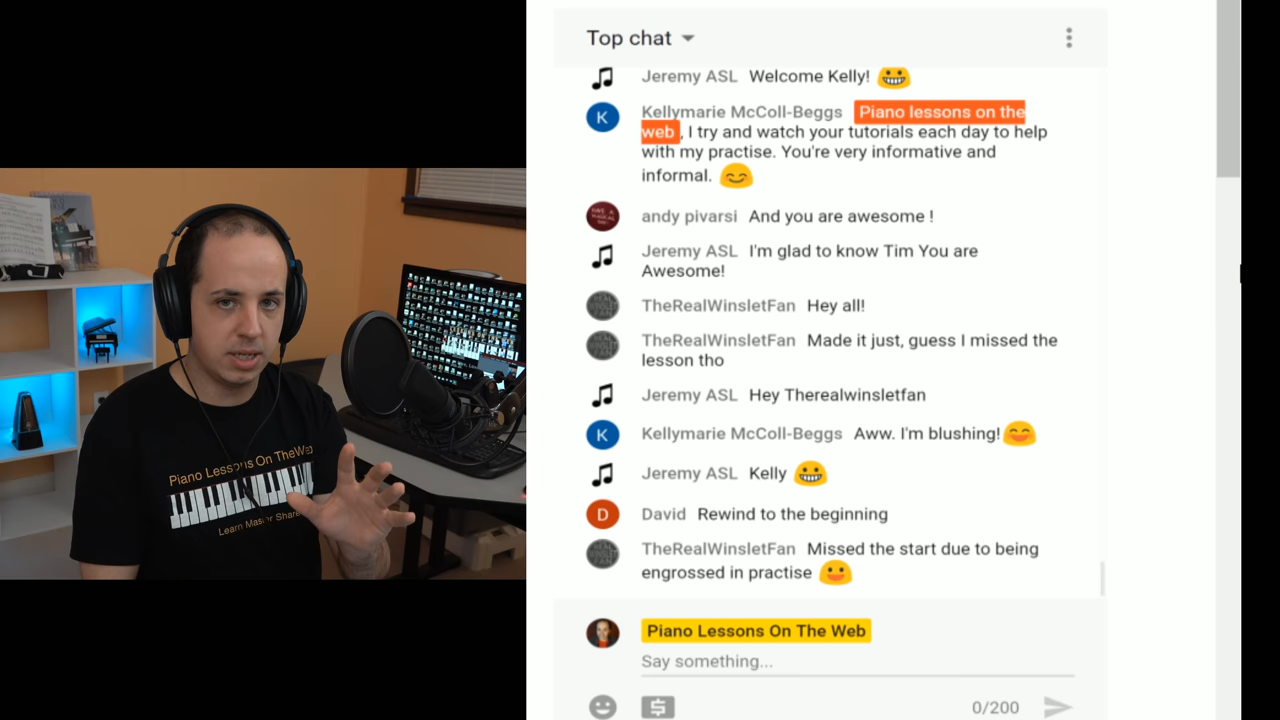 Top chat
Jeremy ASL Welcome Kelly!
K
Kellymarie McColl-Beggs Piano lessons on the
web, I try and watch your tutorials each day to help
with my practise. You're very informative and
informal.
andy pivarsi And you are awesome !
Jeremy ASL I'm glad to know Tim You are
Awesome!
TheRealWinsletFan Hey all!
TheRealWinsletFan Made it just, guess I missed the
lesson tho
Jeremy ASL Hey Therealwinsletfan
K
Kellymarie McColl-Beggs Aww. I'm blushing!
Jeremy ASL Kelly
D
David Rewind to the beginning
TheRealWinsletFan Missed the start due to being
engrossed in practise
Piano Lessons On The Web
Say something...
$
0/200
Piano Lessons On The Web
Learn Master Share